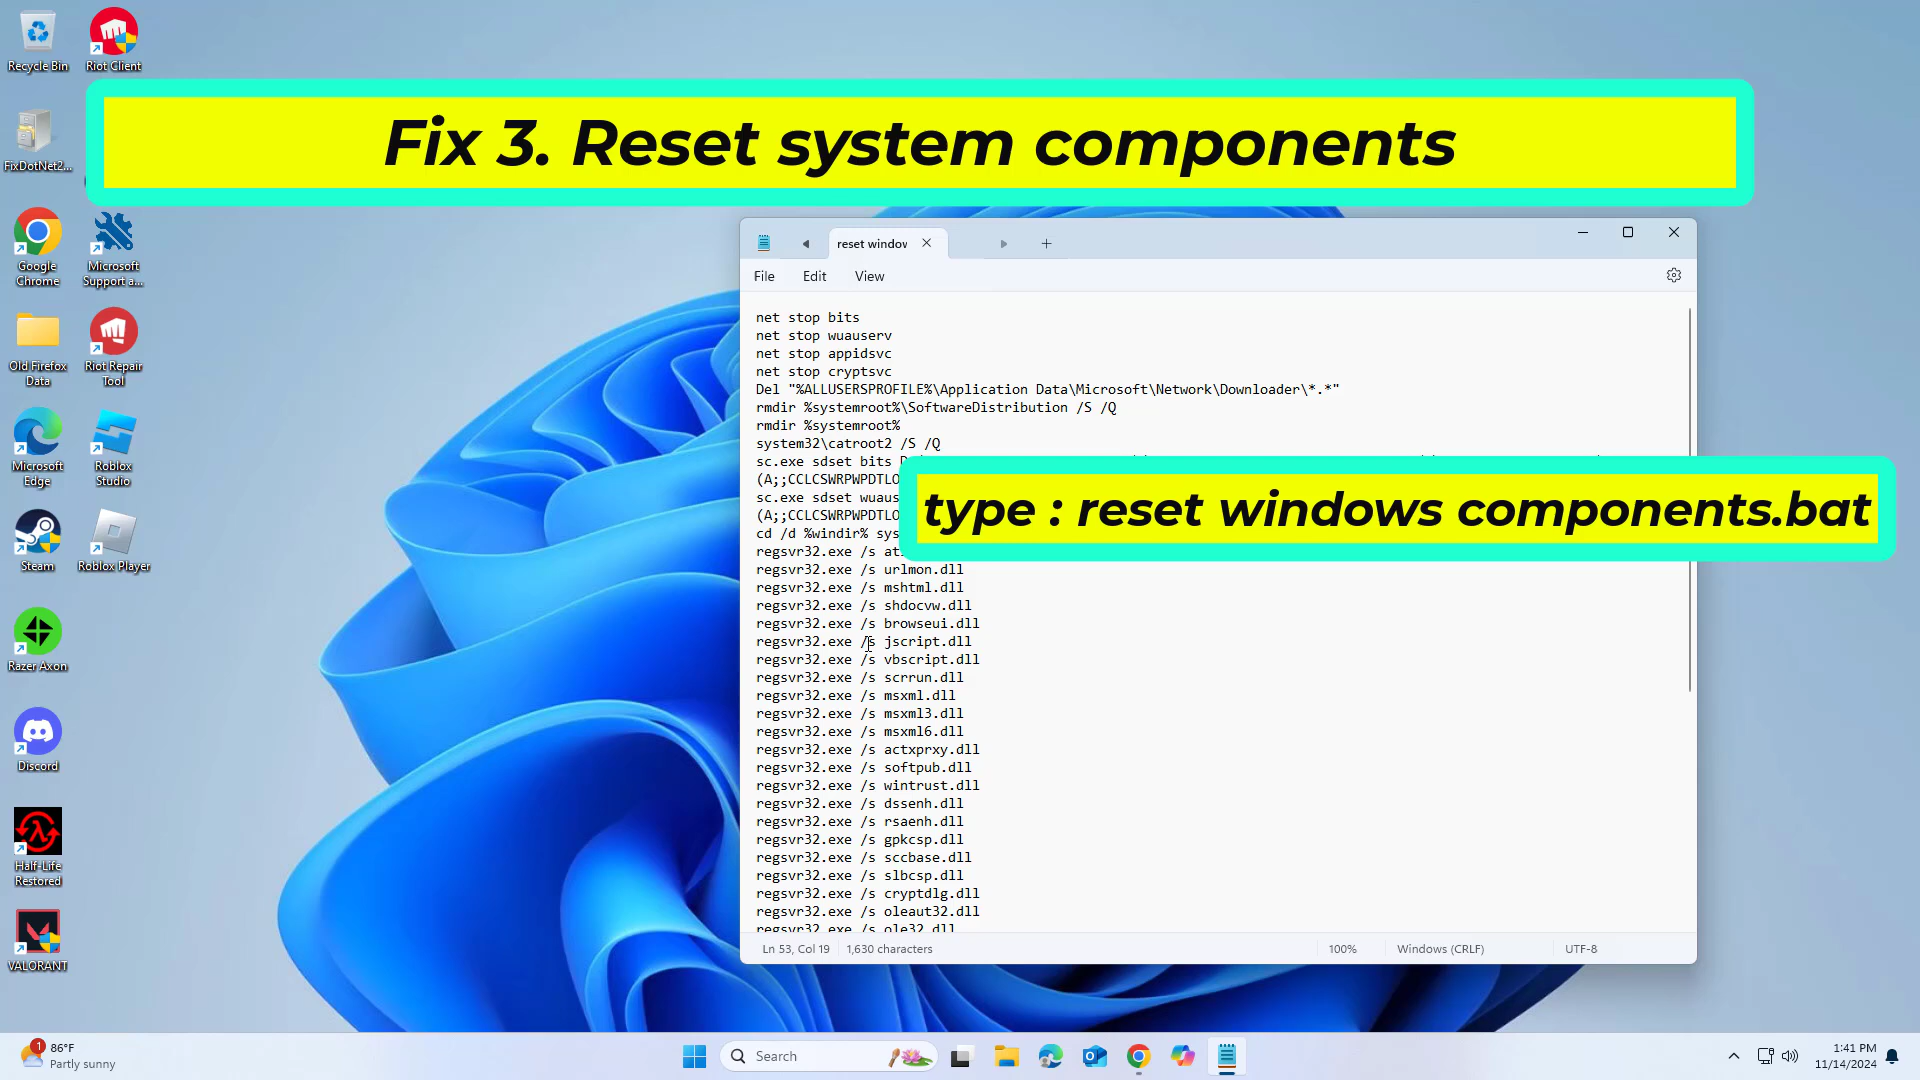 Recycle Bin
Riot Client
Fix 3. Reset system components
FixDotNet2...
Google Chrome
Microsoft Support a...
Old Firefox Data
Riot Repair Tool
Microsoft Edge
Roblox Studio
Steam
Roblox Player
Razer Axon
Discord
Half-Life Restored
VALORANT
reset window
File
Edit
View
net stop bits
net stop wuauserv
net stop appidsvc
net stop cryptsvc
Del "%ALLUSERSPROFILE%\Application Data\Microsoft\Network\Downloader\*.*"
rmdir %systemroot%\SoftwareDistribution /S /Q
rmdir %systemroot%
system32\catroot2 /S /Q
sc.exe sdset bits
(A;;CCLCSWRPWPDTLO
sc.exe sdset wuaus
(A;;CCLCSWRPWPDTLO
cd /d %windir% sys
type : reset windows components.bat
regsvr32.exe /s at
regsvr32.exe /s urlmon.dll
regsvr32.exe /s mshtml.dll
regsvr32.exe /s shdocvw.dll
regsvr32.exe /s browseui.dll
regsvr32.exe /s jscript.dll
regsvr32.exe /s vbscript.dll
regsvr32.exe /s scrrun.dll
regsvr32.exe /s msxml.dll
regsvr32.exe /s msxml3.dll
regsvr32.exe /s msxml6.dll
regsvr32.exe /s actxprxy.dll
regsvr32.exe /s softpub.dll
regsvr32.exe /s wintrust.dll
regsvr32.exe /s dssenh.dll
regsvr32.exe /s rsaenh.dll
regsvr32.exe /s gpkcsp.dll
regsvr32.exe /s sccbase.dll
regsvr32.exe /s slbcsp.dll
regsvr32.exe /s cryptdlg.dll
regsvr32.exe /s oleaut32.dll
regsvr32.exe /s ole32.dll
Ln 53, Col 19
1,630 characters
100%
Windows (CRLF)
UTF-8
1
86°F
Partly sunny
Search
1:41 PM
11/14/2024